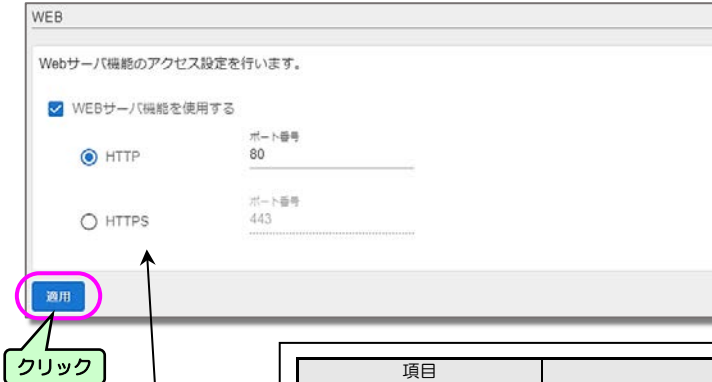 WEB
Webサーバ機能のアクセス設定を行います。
WEBサーバ機能を使用する
ポート番号
HTTP 80
ポート番号
HTTPS 443
適用
クリック
項目